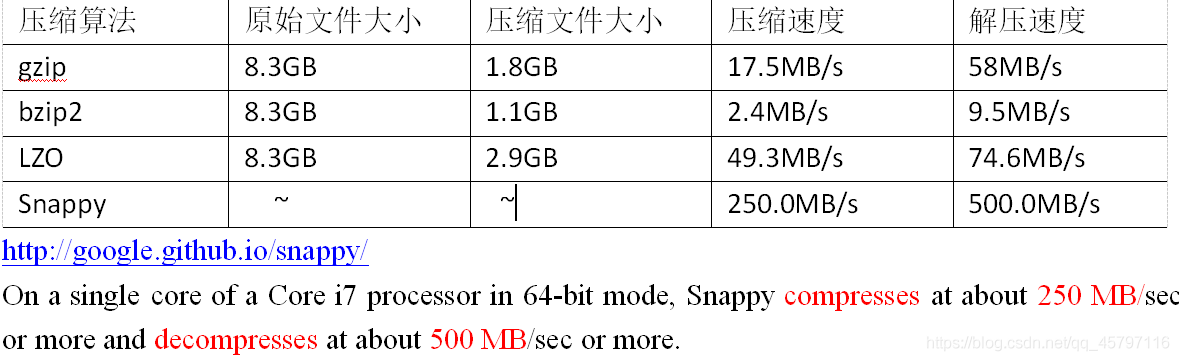 压缩算法 原始文件大小 压缩文件大小 压缩速度 解压速度
gzip 8.3GB 1.8GB 17.5MB/s 58MB/s
bzip2 8.3GB 1.1GB 2.4MB/s 9.5MB/s
LZO 8.3GB 2.9GB 49.3MB/s 74.6MB/s
Snappy ~ ~ 250.0MB/s 500.0MB/s
http://google.github.io/snappy/
On a single core of a Core i7 processor in 64-bit mode, Snappy compresses at about 250 MB/sec
or more and decompresses at about 500 MB/sec or more.
https://blog.csdn.net/qq_45797116